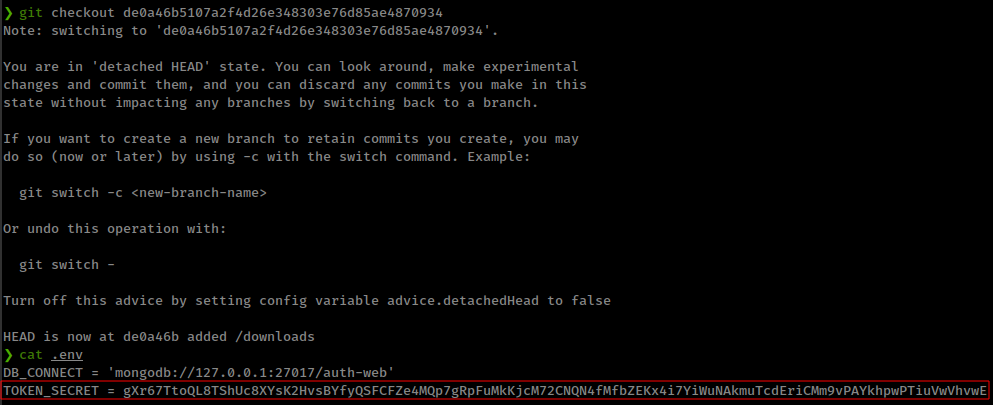 ❯ git checkout de0a46b5107a2f4d26e348303e76d85ae4870934
Note: switching to 'de0a46b5107a2f4d26e348303e76d85ae4870934'.
You are in 'detached HEAD' state. You can look around, make experimental
changes and commit them, and you can discard any commits you make in this
state without impacting any branches by switching back to a branch.
If you want to create a new branch to retain commits you create, you may
do so (now or later) by using -c with the switch command. Example:
git switch -c <new-branch-name>
Or undo this operation with:
git switch -
Turn off this advice by setting config variable advice.detachedHead to false
HEAD is now at de0a46b added /downloads
❯ cat .env
DB_CONNECT = 'mongodb://127.0.0.1:27017/auth-web'
TOKEN_SECRET = gXr67TtoQL8TShUc8XYsK2HvsBYfyQSFCFZe4MQp7gRpFuMkKjcM72CNQN4fMfbZEKx4i7YiWuNAkmuTcdEriCMm9vPAYkhpwPTiuVwVhvwE